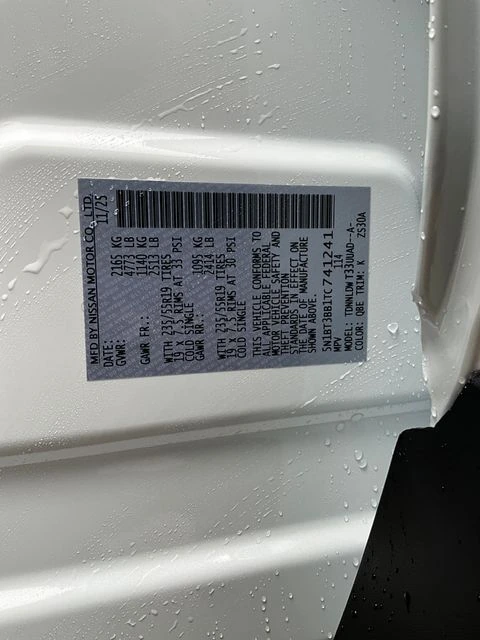 MFD BY NISSAN MOTOR CO., LTD.
DATE: 11/25
GVWR: 2165 KG
4773 LB
GAWR FR.: 1140 KG
2513 LB
WITH 235/55R19 TIRES
19 X 7.5 RIMS AT 33 PSI
COLD SINGLE
GAWR RR.: 1095 KG
2414 LB
WITH 235/55R19 TIRES
19 X 7.5 RIMS AT 30 PSI
COLD SINGLE
THIS VEHICLE CONFORMS TO
ALL APPLICABLE FEDERAL
MOTOR VEHICLE SAFETY AND
THEFT PREVENTION
STANDARDS IN EFFECT ON
THE DATE OF MANUFACTURE
SHOWN ABOVE.
5N1BT3BB1TC741241
MPV 1114
MODEL: TDWNLDW T33UUAD--A-
COLOR: QBE TRIM: K ZS30A